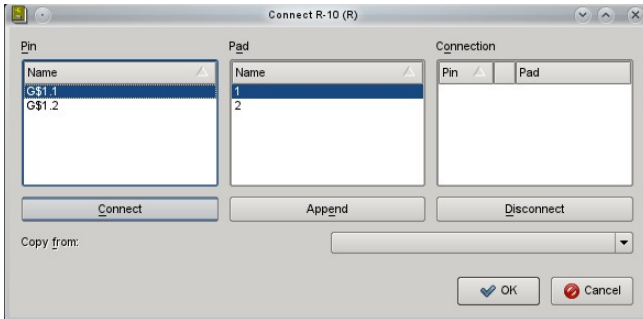 Connect R-10 (R)
Pin Pad Connection
Name Name Pin Pad
G$1.1 1
G$1.2 2
Connect Append Disconnect
Copy from:
OK Cancel